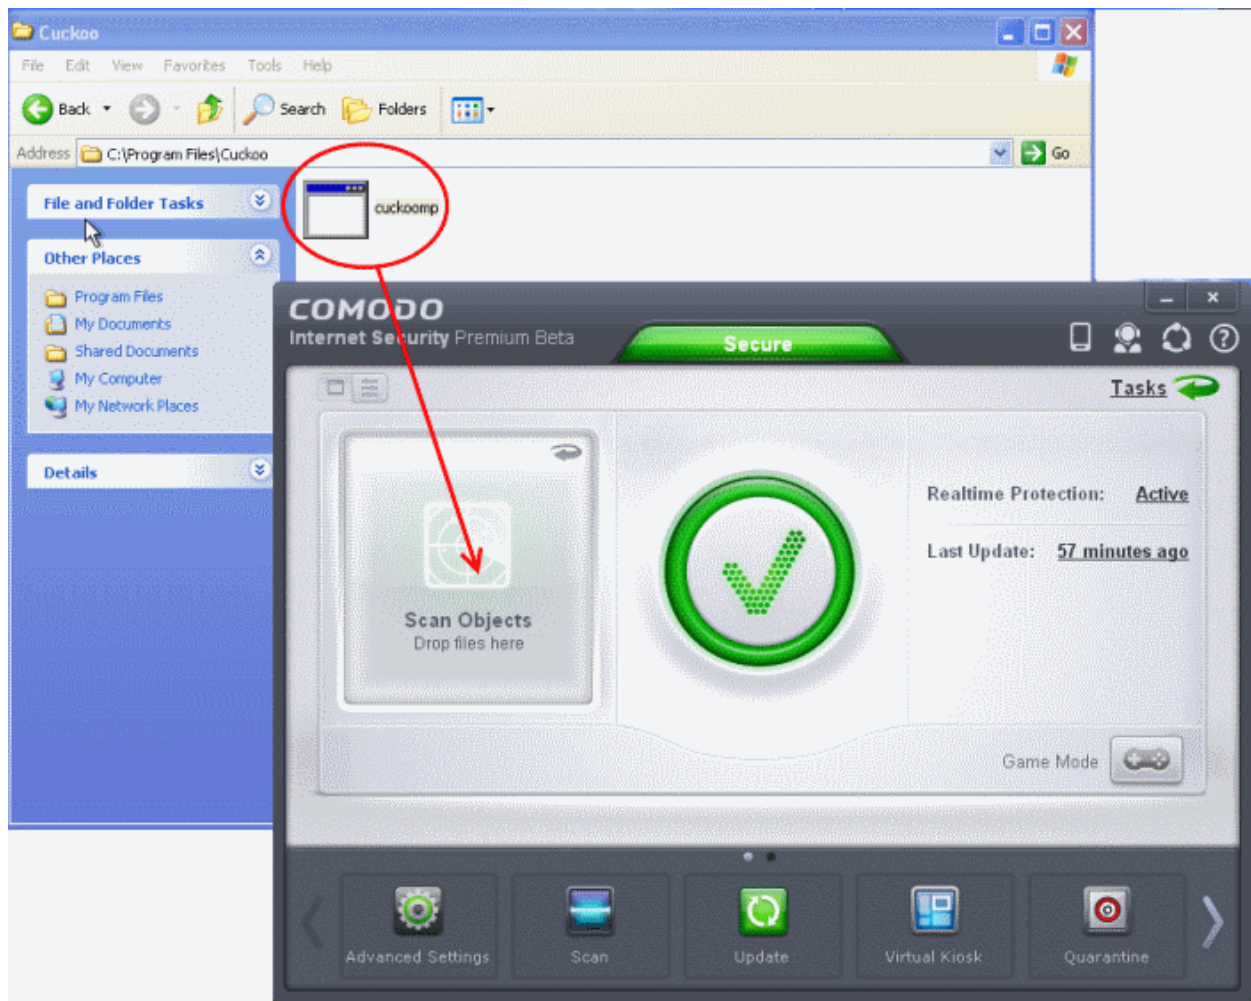 Cuckoo
File Edit View Favorites Tools Help
Back Search Folders
Address C:\Program Files\Cuckoo Go
File and Folder Tasks
cuckoomp
Other Places
Program Files
My Documents
Shared Documents
My Computer
My Network Places
Details
COMODO
Internet Security Premium Beta
Secure
Tasks
Realtime Protection: Active
Last Update: 57 minutes ago
Scan Objects
Drop files here
Game Mode
Advanced Settings Scan Update Virtual Kiosk Quarantine